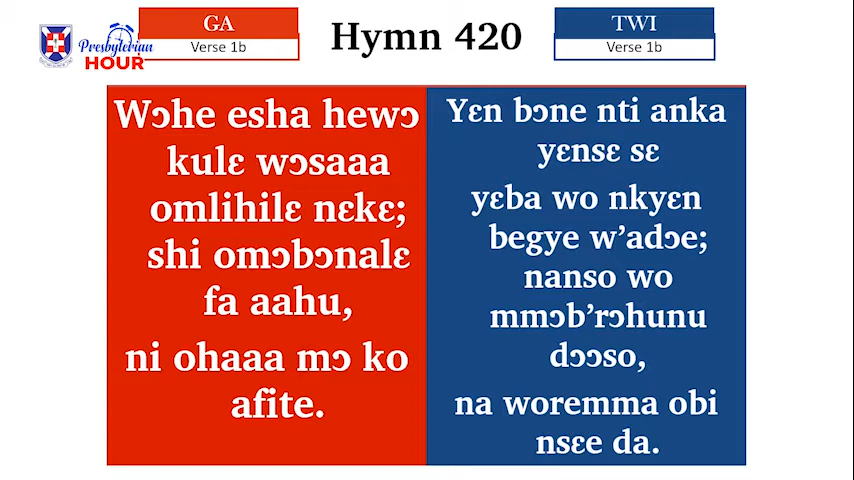 Presbyterian
HOUR
GA
Verse 1b
Hymn 420
TWI
Verse 1b
Wɔhe esha hewɔ
kulɛ wɔsaaa
omlihilɛ nɛkɛ;
shi omɔbɔnalɛ
fa aahu,
ni ohaaa mɔ ko
afite.
Yɛn bɔne nti anka
yɛnsɛ sɛ
yɛba wo nkyɛn
begye w’adɔe;
nanso wo
mmɔb’rɔhunu
dɔɔso,
na woremma obi
nsɛe da.